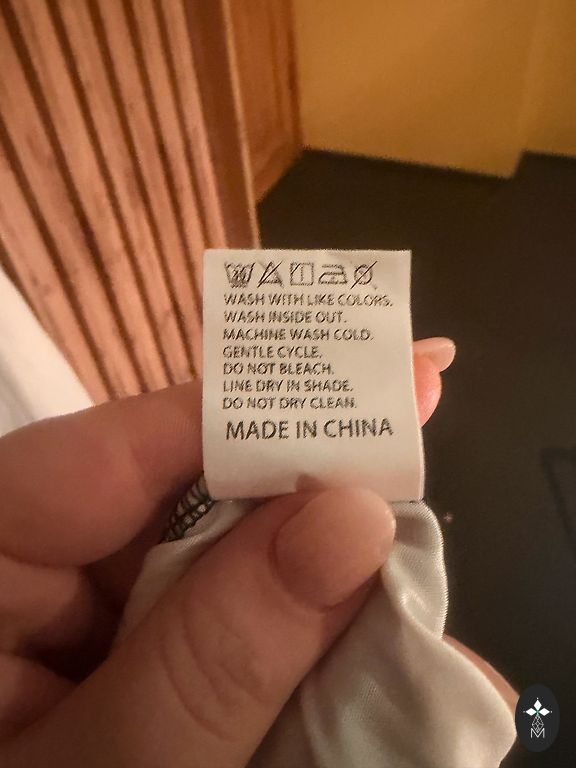 30
WASH WITH LIKE COLORS.
WASH INSIDE OUT.
MACHINE WASH COLD.
GENTLE CYCLE.
DO NOT BLEACH.
LINE DRY IN SHADE.
DO NOT DRY CLEAN.
MADE IN CHINA
M